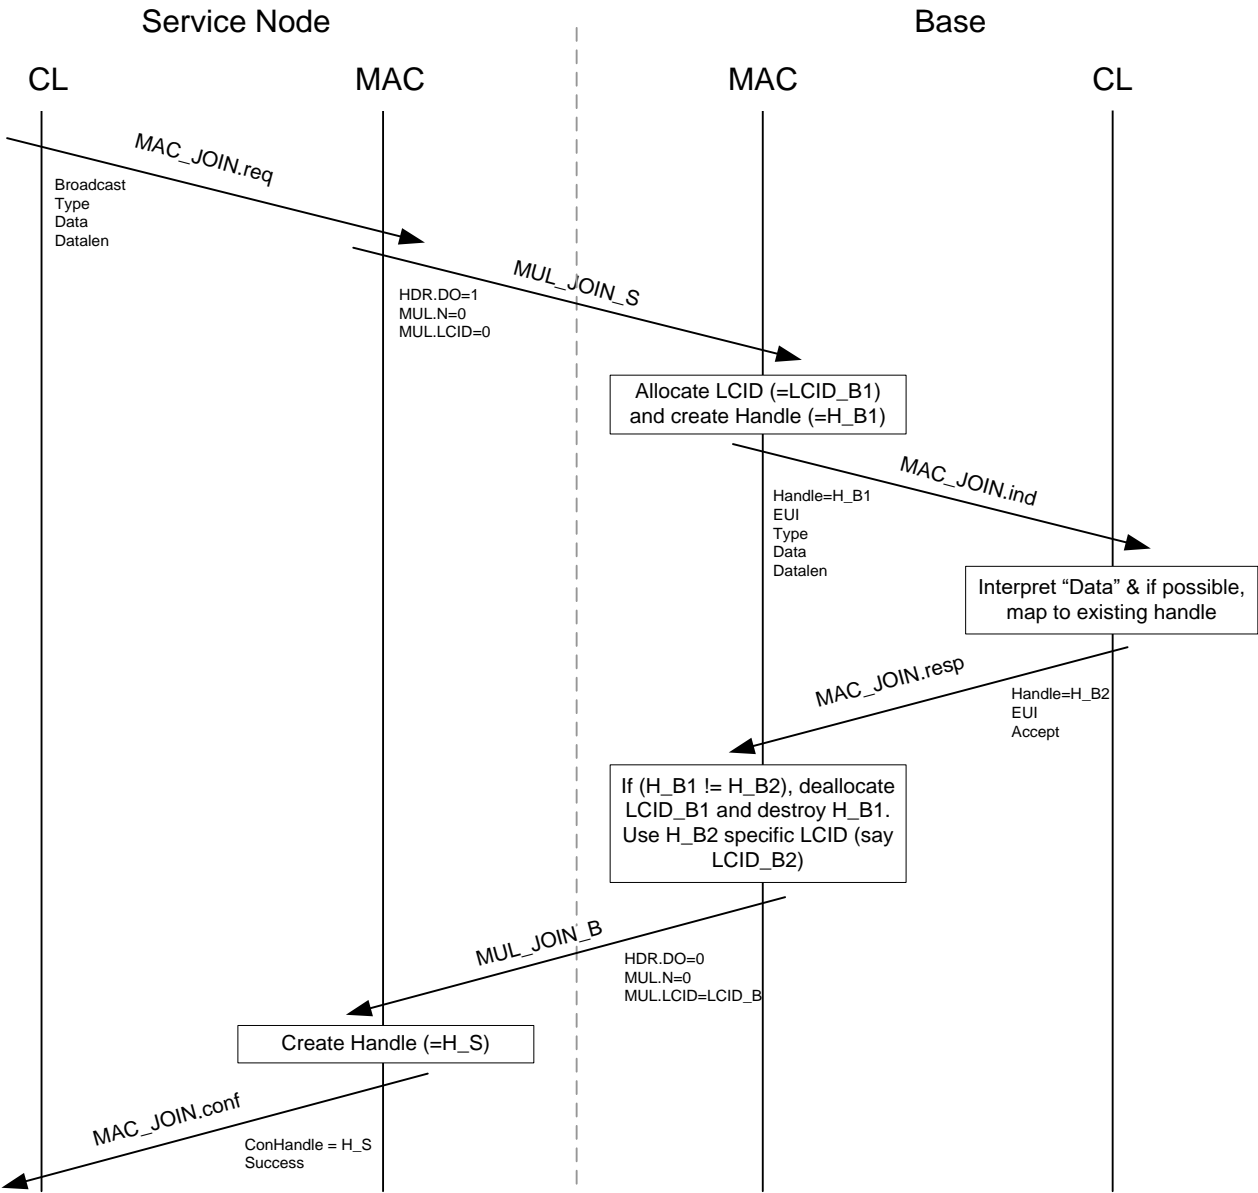 Service Node
Base
CL
MAC
MAC
CL
MAC_JOIN.req
Broadcast
Type
Data
Datalen
MUL_JOIN_S
HDR.DO=1
MUL.N=0
MUL.LCID=0
Allocate LCID (=LCID_B1)
and create Handle (=H_B1)
MAC_JOIN.ind
Handle=H_B1
EUI
Type
Data
Datalen
Interpret “Data” & if possible,
map to existing handle
MAC_JOIN.resp
Handle=H_B2
EUI
Accept
If (H_B1 != H_B2), deallocate
LCID_B1 and destroy H_B1.
Use H_B2 specific LCID (say
LCID_B2)
MUL_JOIN_B
HDR.DO=0
MUL.N=0
MUL.LCID=LCID_B
Create Handle (=H_S)
MAC_JOIN.conf
ConHandle = H_S
Success